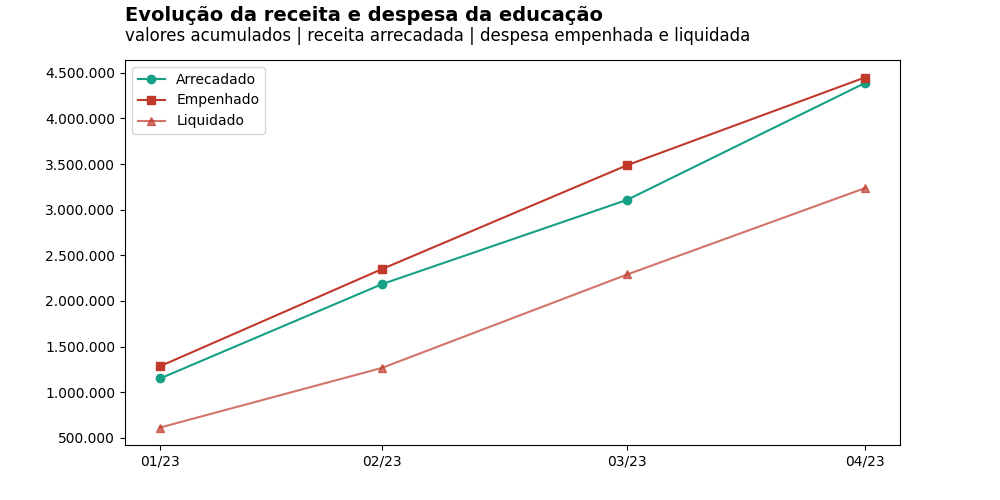 Evolução da receita e despesa da educação
valores acumulados | receita arrecadada | despesa empenhada e liquidada
Arrecadado
Empenhado
Liquidado
4.500.000
4.000.000
3.500.000
3.000.000
2.500.000
2.000.000
1.500.000
1.000.000
500.000
01/23 02/23 03/23 04/23